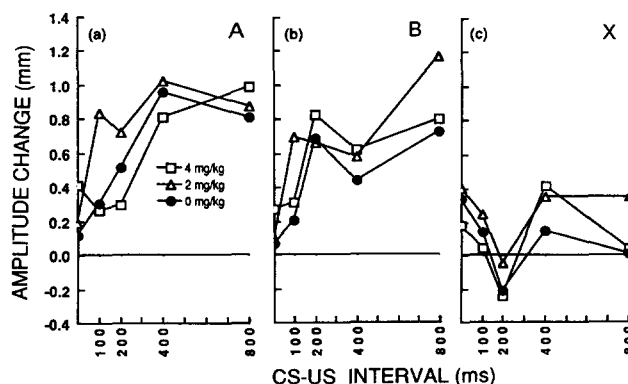 (a) A (b) B (c) X
1.4
1.2
1.0
0.8
0.6
0.4
0.2
0.0
-0.2
-0.4
AMPLITUDE CHANGE (mm)
4 mg/kg
2 mg/kg
0 mg/kg
100 200 400 800 100 200 400 800 100 200 400 800
CS-US INTERVAL (ms)